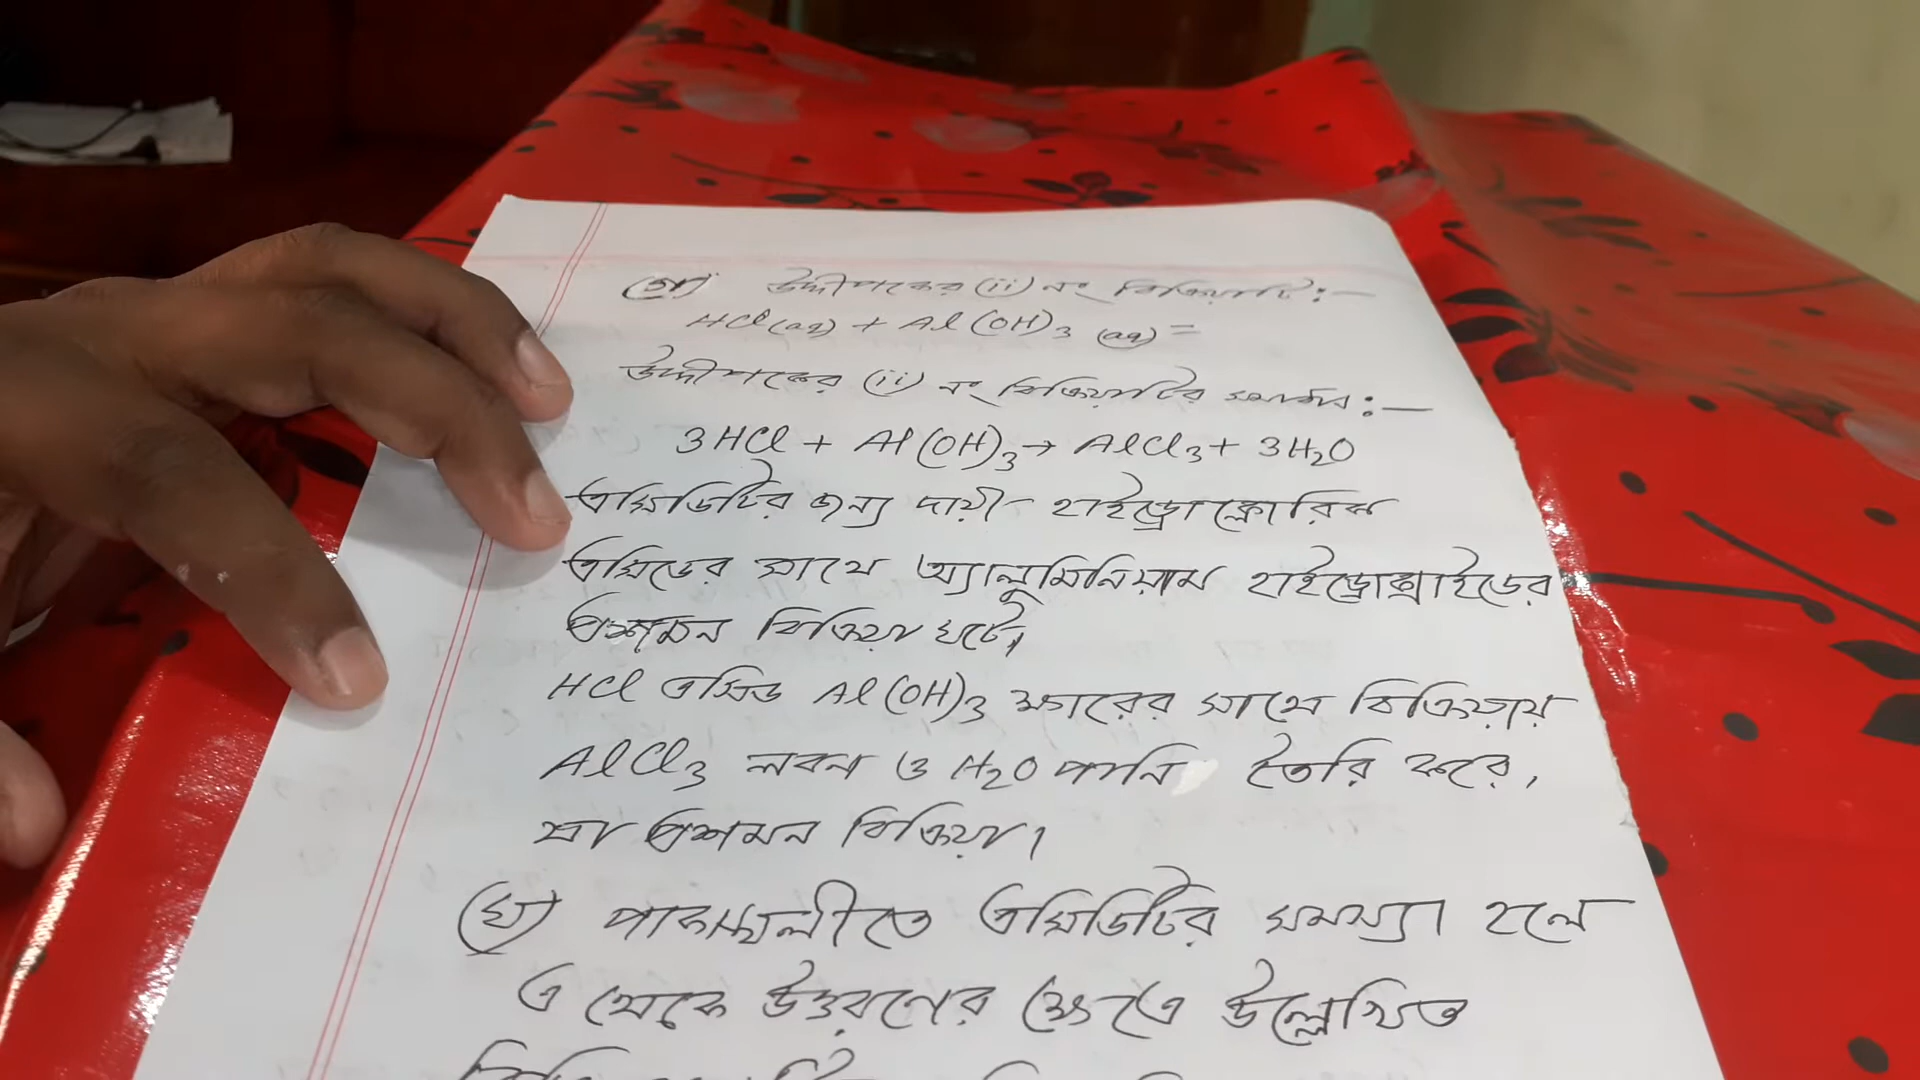 (গ) উদ্দীপকের (ii) নং বিক্রিয়াটি:—
HCl(aq) + Al(OH)₃ (aq) =
উদ্দীপকের (ii) নং বিক্রিয়াটির সমাধান:—
3HCl + Al(OH)₃→ AlCl₃+ 3H₂O
এসিডিটির জন্য দায়ী হাইড্রোক্লোরিক
এসিডের সাথে অ্যালুমিনিয়াম হাইড্রোক্সাইডের
প্রশমন বিক্রিয়া ঘটে।
HCl এসিড Al(OH)₃ ক্ষারের সাথে বিক্রিয়ায়
AlCl₃ লবন ও H₂O পানি তৈরি করে,
যা প্রশমন বিক্রিয়া।
(ঘ) পাকস্থলীতে এসিডিটির সমস্যা হলে
এ থেকে উত্তরণের ক্ষেত্রে উল্লেখিত